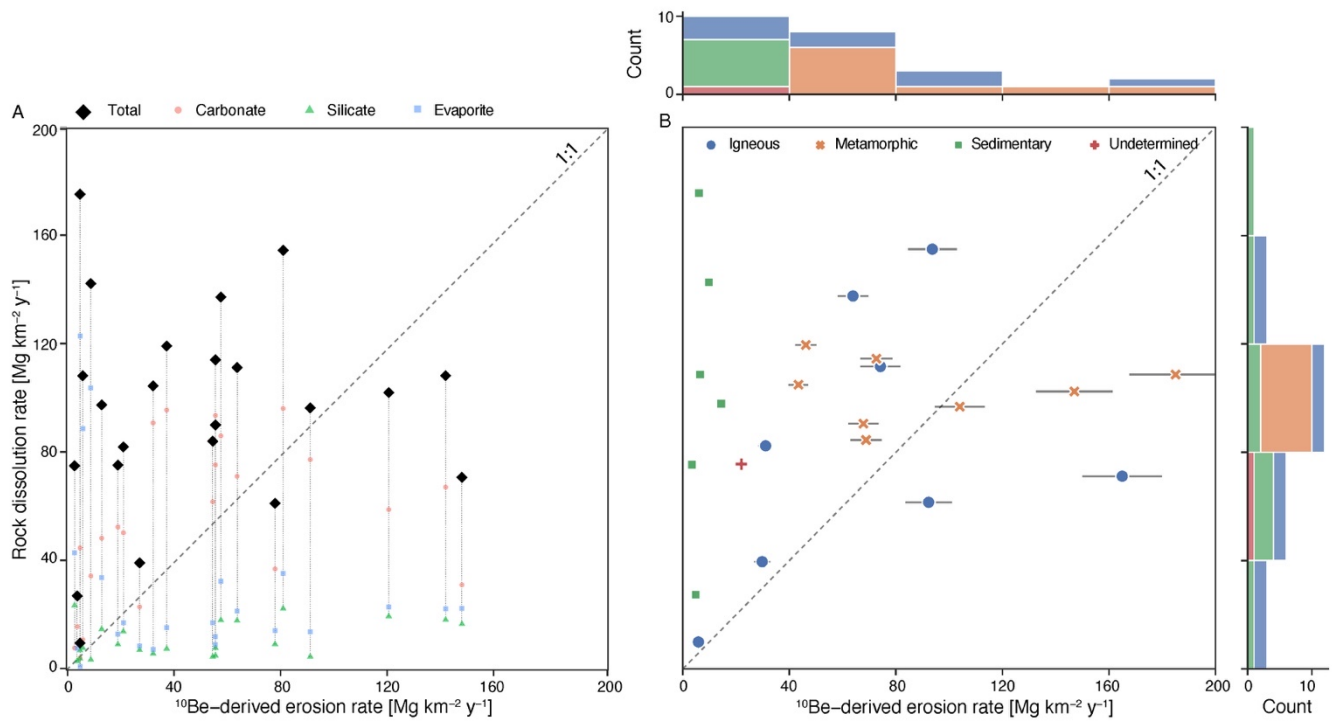 10
Count
0
A
Total Carbonate Silicate Evaporite
B
200
160
120
80
40
0
Rock dissolution rate [Mg km⁻² y⁻¹]
1:1
0 40 80 120 160 200
¹⁰Be−derived erosion rate [Mg km⁻² y⁻¹]
Igneous Metamorphic Sedimentary Undetermined
1:1
0 40 80 120 160 200
¹⁰Be−derived erosion rate [Mg km⁻² y⁻¹]
0 10
Count